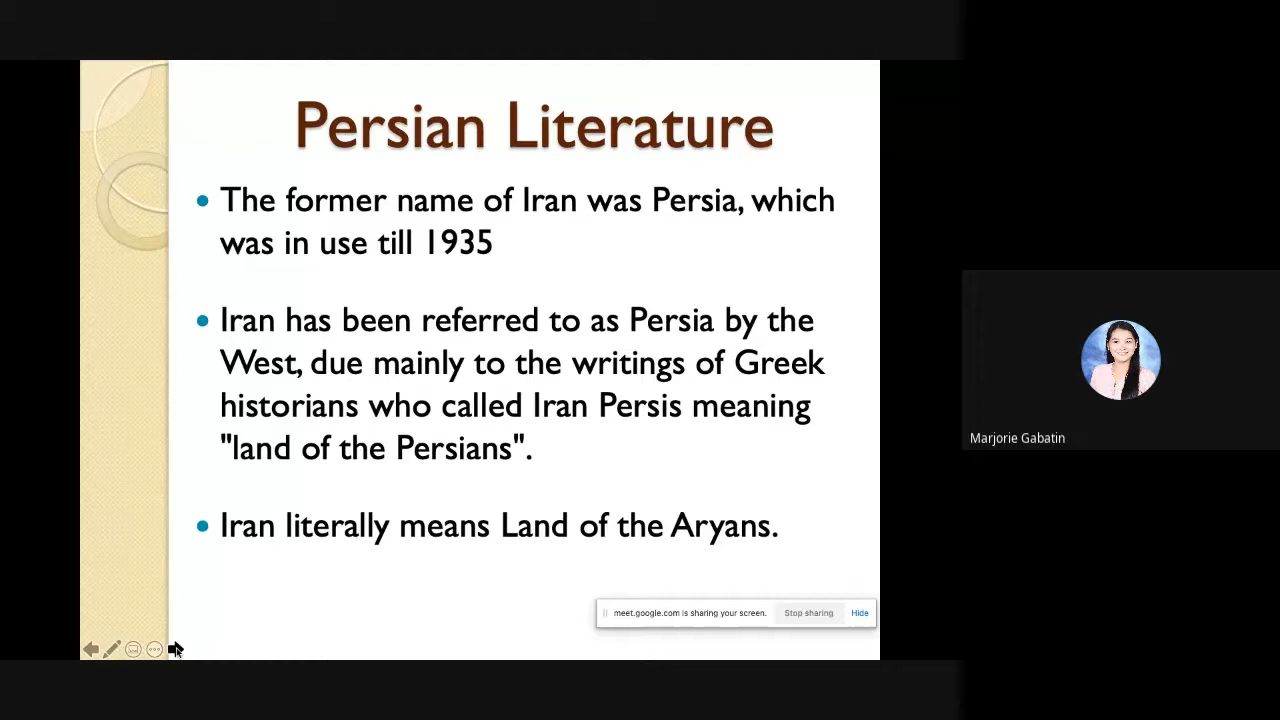 Persian Literature
• The former name of Iran was Persia, which
was in use till 1935
• Iran has been referred to as Persia by the
West, due mainly to the writings of Greek
historians who called Iran Persis meaning
"land of the Persians".
• Iran literally means Land of the Aryans.
meet.google.com is sharing your screen. Stop sharing Hide
Marjorie Gabatin